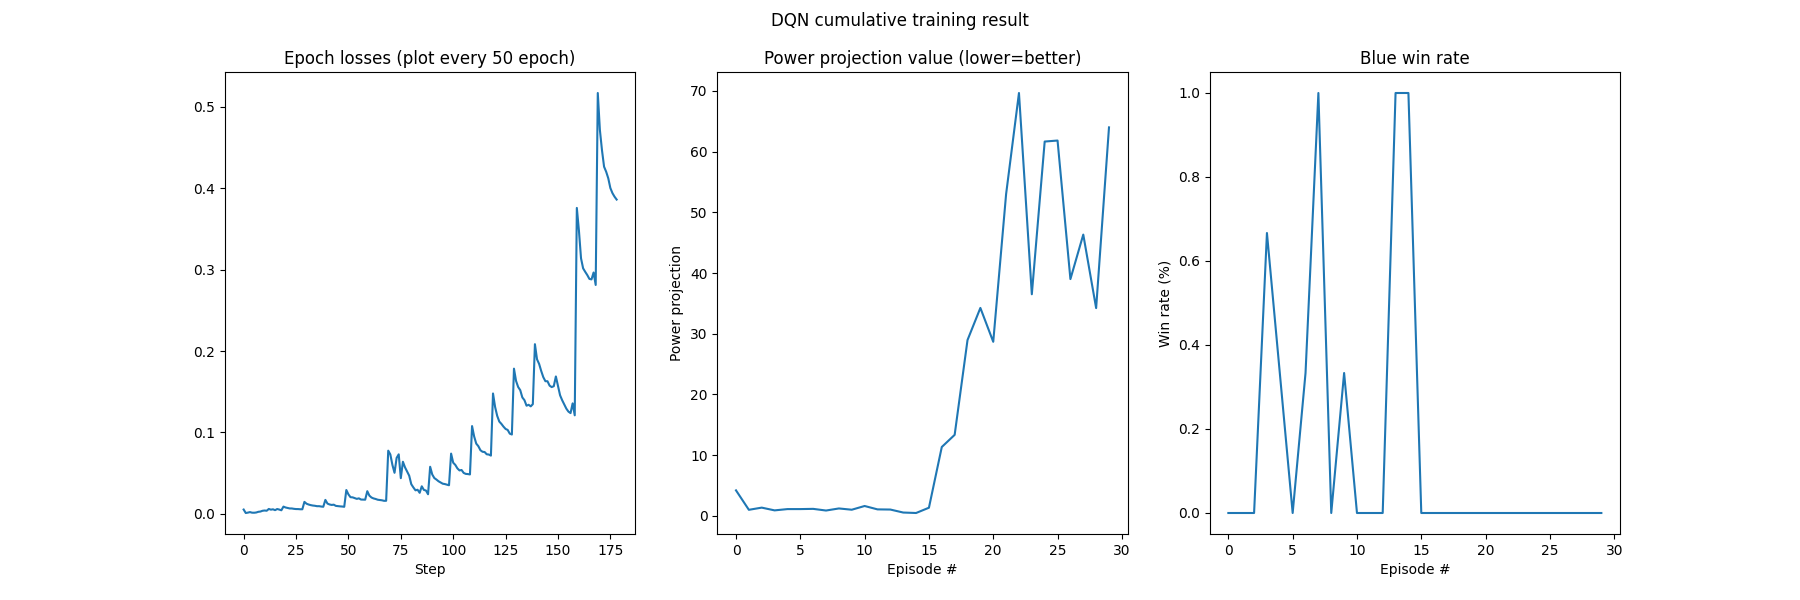 DQN cumulative training result
Epoch losses (plot every 50 epoch)
0.5
0.4
0.3
0.2
0.1
0.0
0 25 50 75 100 125 150 175
Step
Power projection value (lower=better)
Power projection
70
60
50
40
30
20
10
0
0 5 10 15 20 25 30
Episode #
Blue win rate
Win rate (%)
1.0
0.8
0.6
0.4
0.2
0.0
0 5 10 15 20 25 30
Episode #